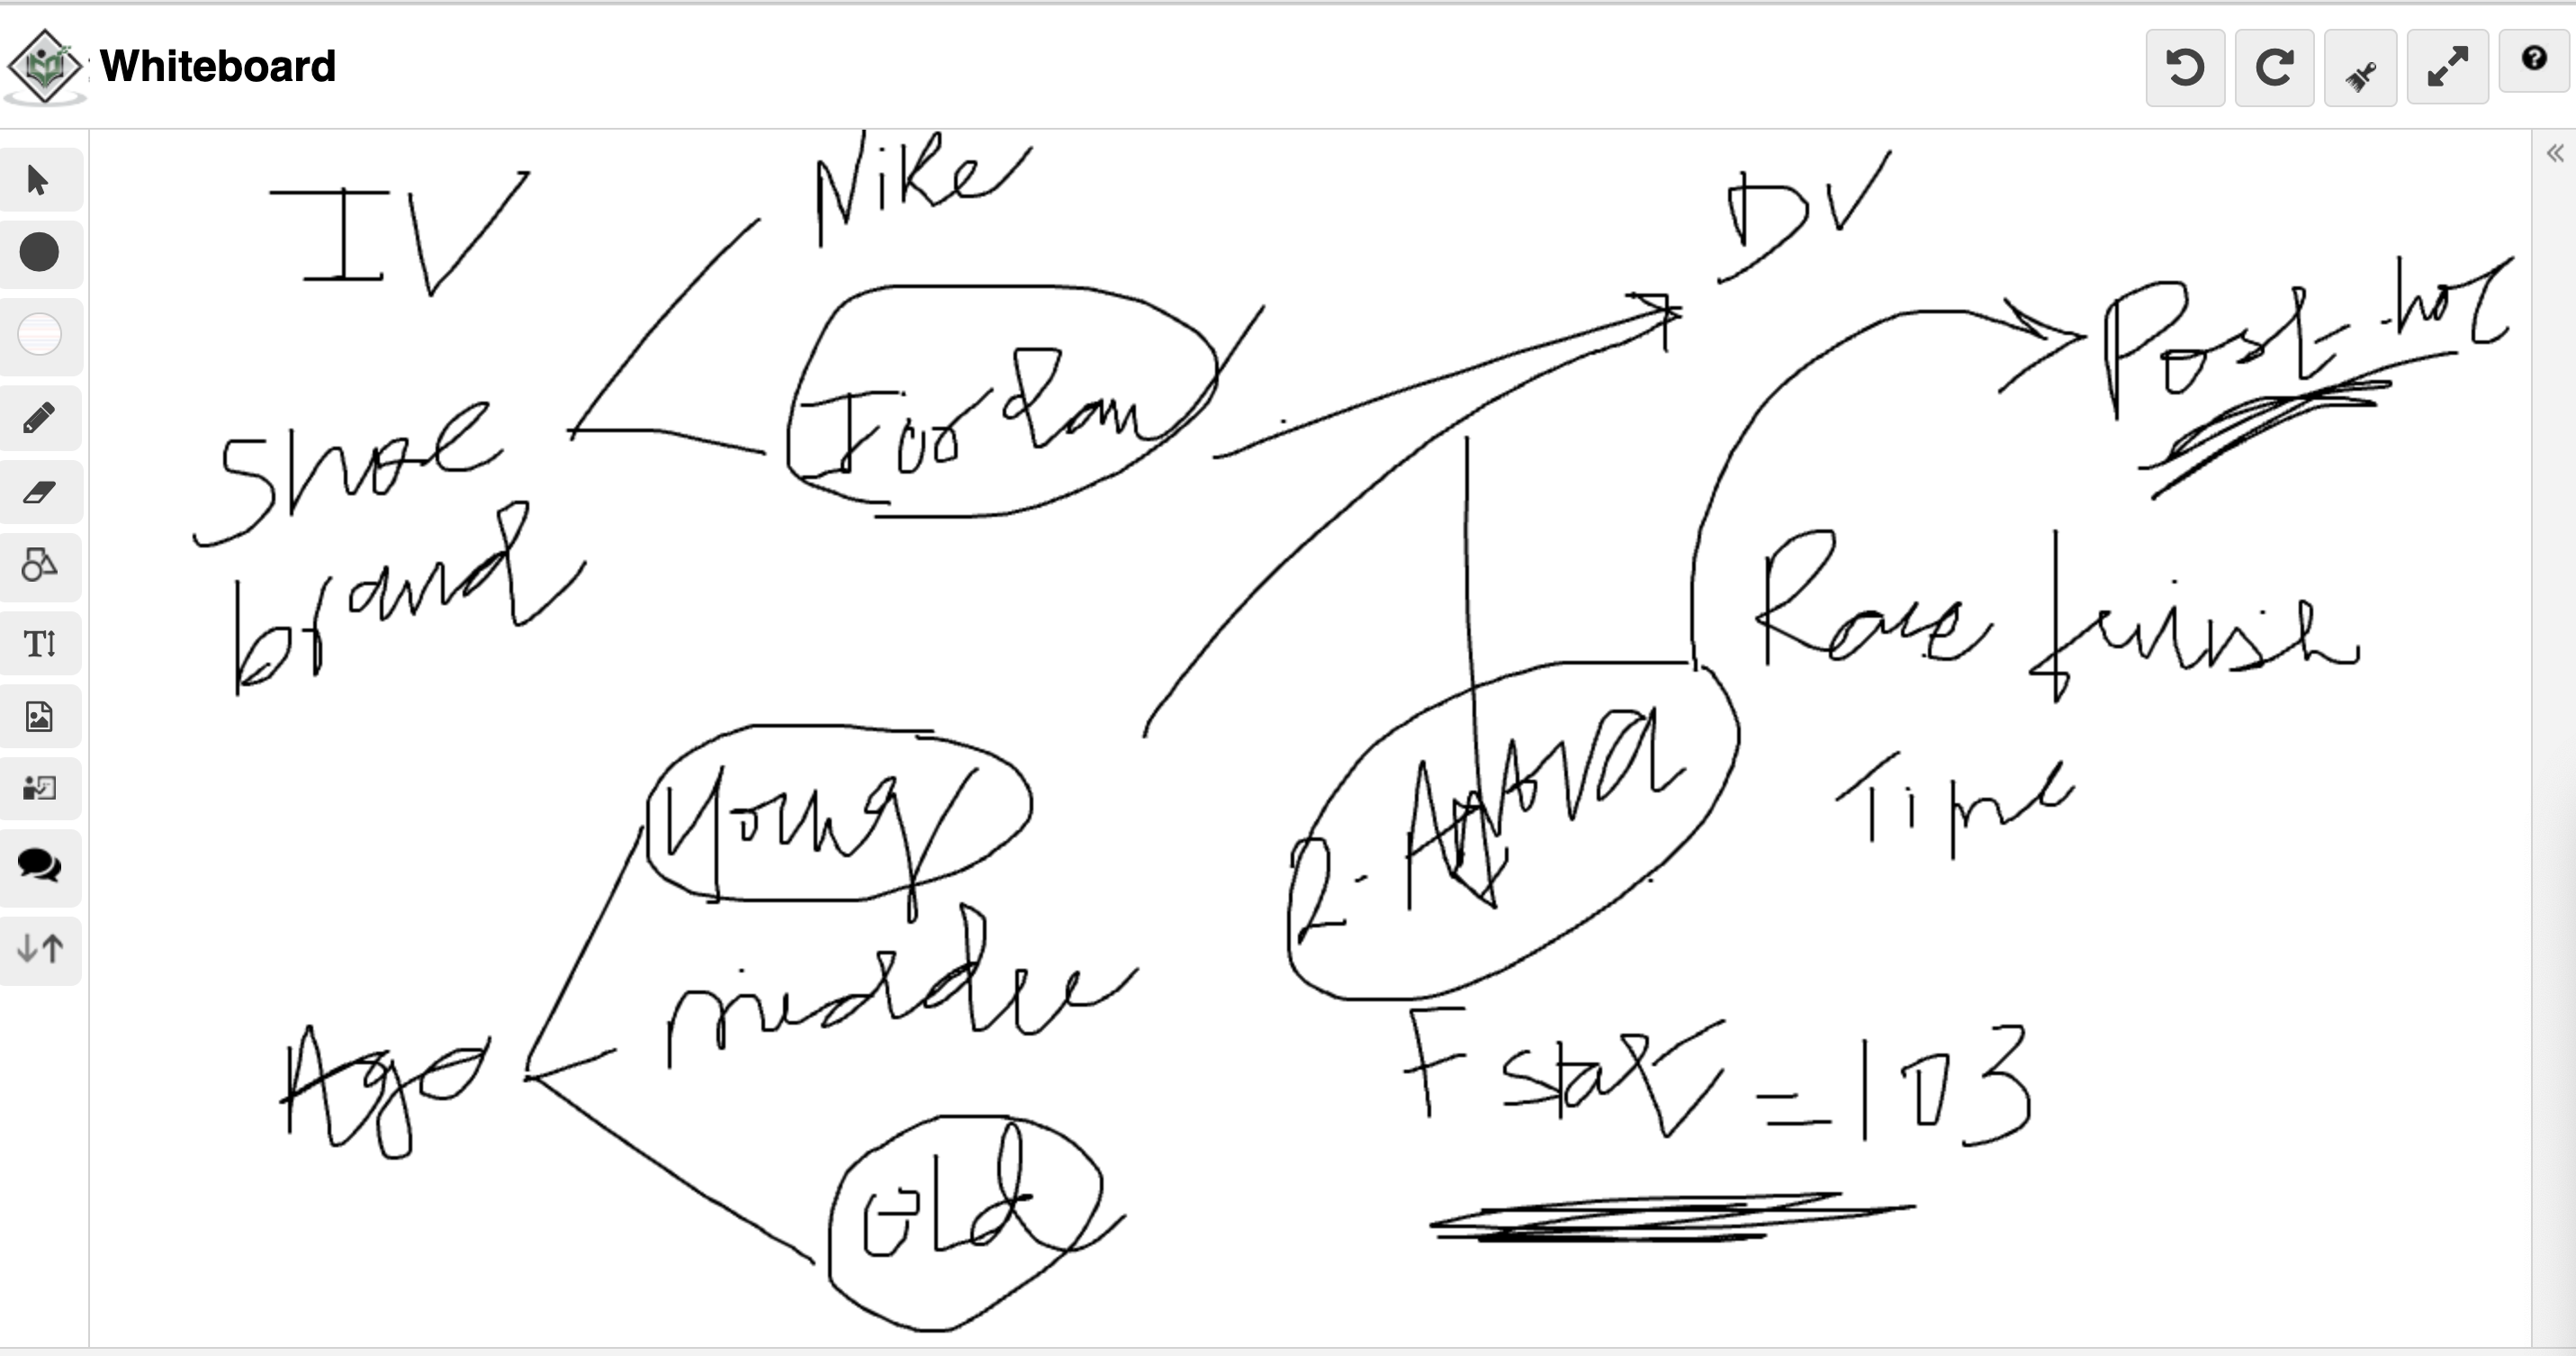 Whiteboard
IV
Nike
DV
Jordan
Post-hoc
Shoe
brand
Race finish
Time
Young
2-Anova
middle
Age
F stat = 103
old